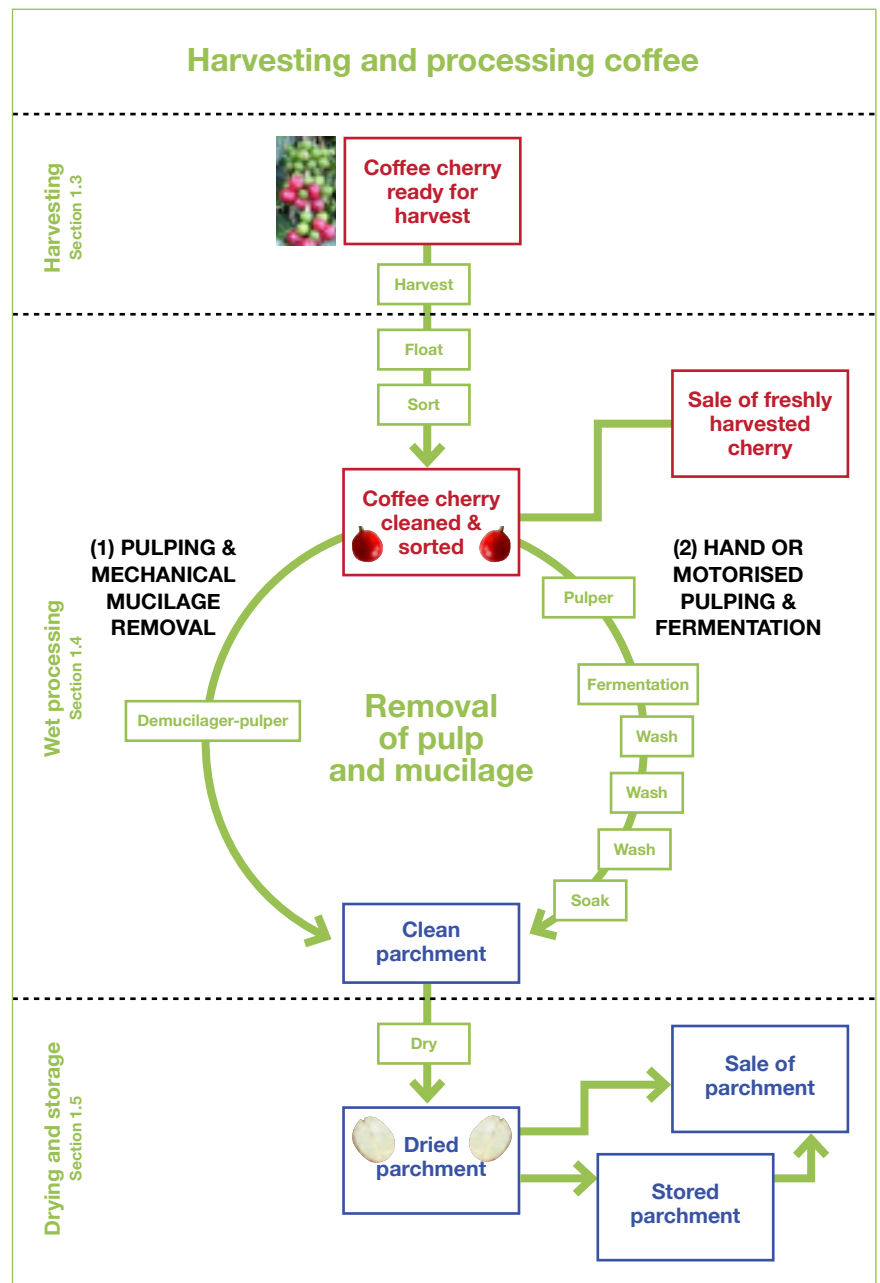 Harvesting and processing coffee
Harvesting
Section 1.3
Coffee cherry
ready for
harvest
Harvest
Wet processing
Section 1.4
Float
Sort
Sale of freshly
harvested
cherry
Coffee cherry
cleaned &
sorted
(1) PULPING &
MECHANICAL
MUCILAGE
REMOVAL
(2) HAND OR
MOTORISED
PULPING &
FERMENTATION
Pulper
Demucilager-pulper
Removal
of pulp
and mucilage
Fermentation
Wash
Wash
Wash
Soak
Clean
parchment
Drying and storage
Section 1.5
Dry
Dried
parchment
Sale of
parchment
Stored
parchment